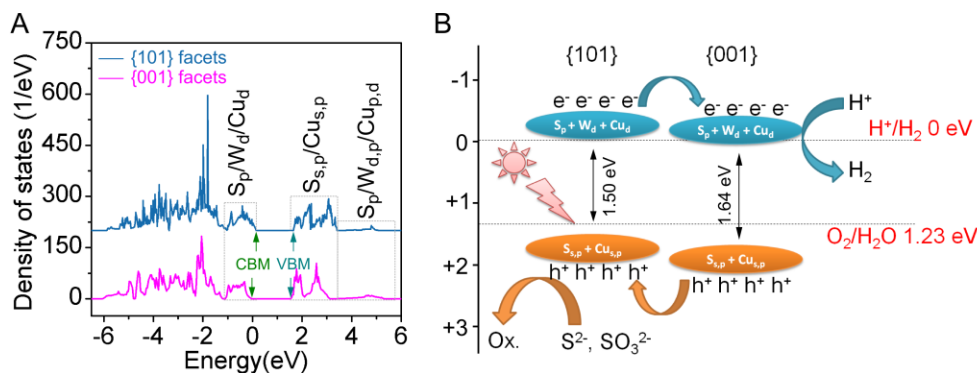 A
750
600
450
300
150
0
Density of states (1/eV)
{101} facets
{001} facets
Sp/Wd/Cud
Ss,p/Cus,p
Sp/Wd,p/Cup,d
CBM
VBM
-6 -4 -2 0 2 4 6
Energy(eV)
B
{101} {001}
-1
0
+1
+2
+3
e- e- e- e-
e- e- e- e-
Sp + Wd + Cud
Sp + Wd + Cud
H+
H+/H2 0 eV
H2
1.50 eV
1.64 eV
O2/H2O 1.23 eV
Ss,p + Cus,p
Ss,p + Cus,p
h+ h+ h+ h+
h+ h+ h+ h+
Ox. S2-, SO32-